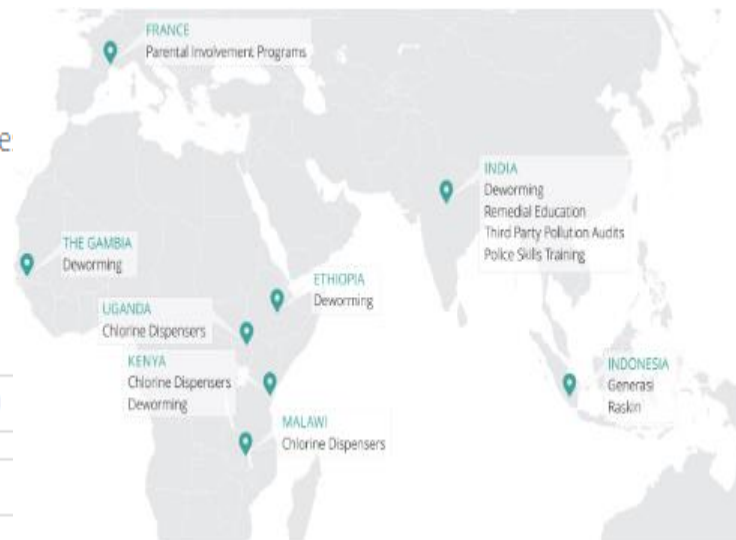 FRANCE
Parental Involvement Programs
e
INDIA
Deworming
Remedial Education
Third Party Pollution Audits
Police Skills Training
THE GAMBIA
Deworming
ETHIOPIA
Deworming
UGANDA
Chlorine Dispensers
KENYA
Chlorine Dispensers
Deworming
INDONESIA
Generasi
Raskin
MALAWI
Chlorine Dispensers